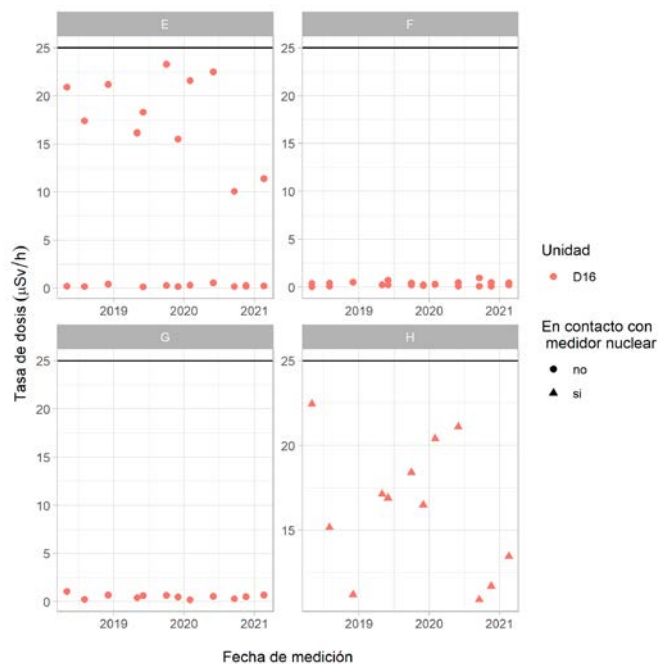 E
F
25
20
15
10
5
0
2019
2020
2021
25
20
15
10
5
0
2019
2020
2021
G
H
25
20
15
10
5
0
2019
2020
2021
25
20
15
2019
2020
2021
Tasa de dosis (μSv/h)
Fecha de medición
Unidad
D16
En contacto con
medidor nuclear
no
si